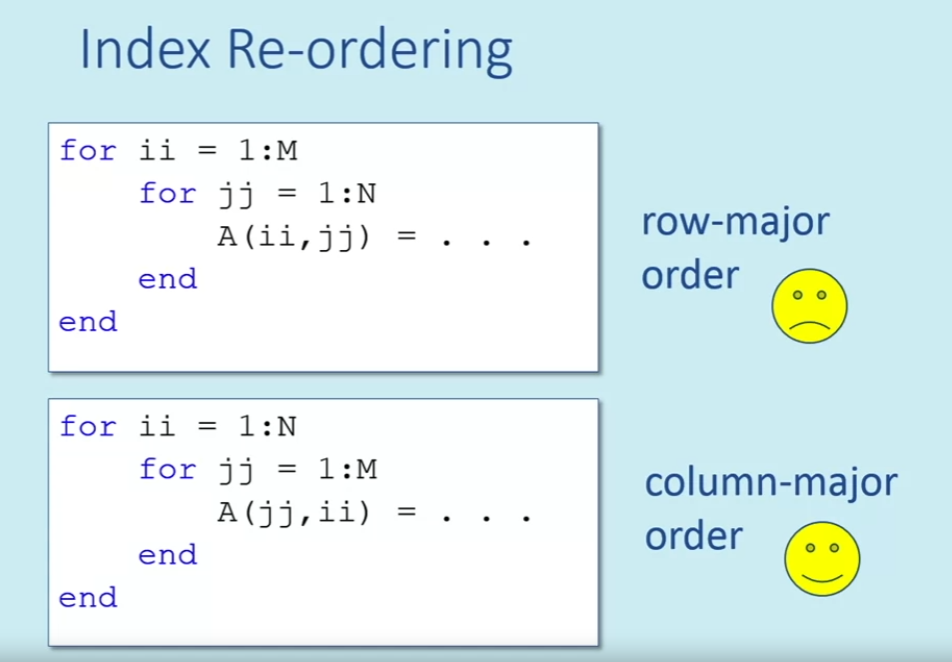 Index Re-ordering
for ii = 1:M
    for jj = 1:N
        A(ii,jj) = . . .
    end
end
row-major
order
for ii = 1:N
    for jj = 1:M
        A(jj,ii) = . . .
    end
end
column-major
order